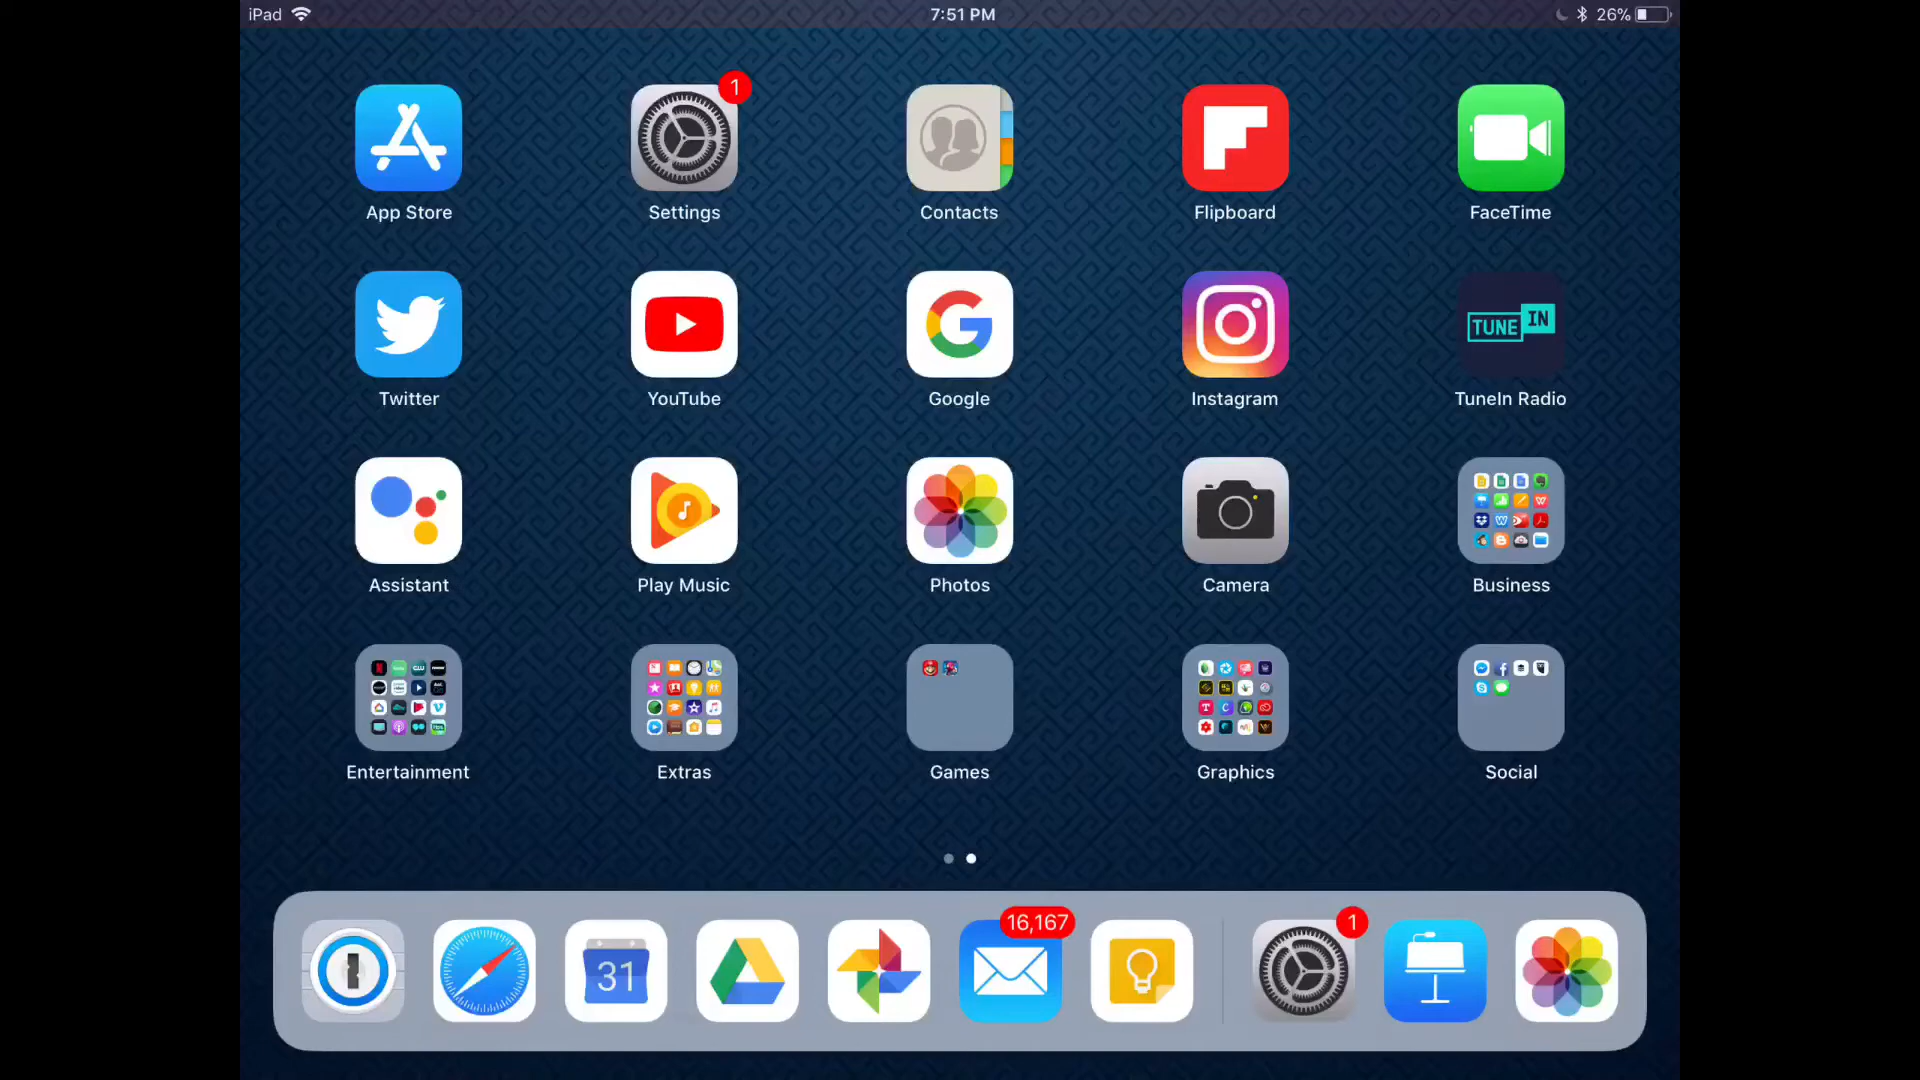 iPad 7:51 PM 26%
1
App Store Settings Contacts Flipboard FaceTime
TUNE IN
Twitter YouTube Google Instagram TuneIn Radio
Assistant Play Music Photos Camera Business
Entertainment Extras Games Graphics Social
16,167 1
31